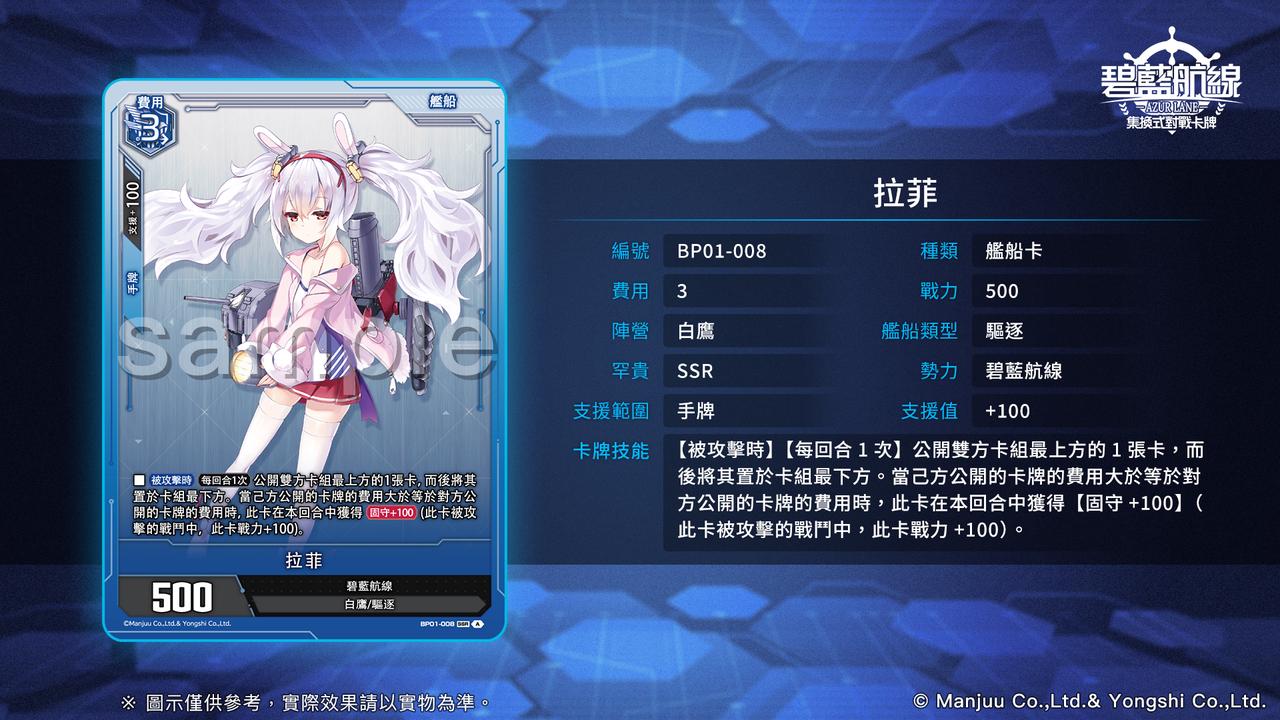 碧藍航線
AZUR LANE
集換式對戰卡牌
費用
3
艦船
支援+100
手牌
sample
■ 被攻擊時 每回合1次 公開雙方卡組最上方的1張卡, 而後將其
置於卡組最下方。當己方公開的卡牌的費用大於等於對方公
開的卡牌的費用時, 此卡在本回合中獲得 固守+100 (此卡被攻
擊的戰鬥中, 此卡戰力+100)。
拉菲
500
碧藍航線
白鷹/驅逐
©Manjuu Co.,Ltd.& Yongshi Co.,Ltd.
BP01-008 SSR A
拉菲
編號 BP01-008 種類 艦船卡
費用 3 戰力 500
陣營 白鷹 艦船類型 驅逐
罕貴 SSR 勢力 碧藍航線
支援範圍 手牌 支援值 +100
卡牌技能 【被攻擊時】【每回合 1 次】公開雙方卡組最上方的 1 張卡，而
後將其置於卡組最下方。當己方公開的卡牌的費用大於等於對
方公開的卡牌的費用時，此卡在本回合中獲得【固守 +100】（
此卡被攻擊的戰鬥中，此卡戰力 +100）。
※ 圖示僅供參考，實際效果請以實物為準。
© Manjuu Co.,Ltd.& Yongshi Co.,Ltd.